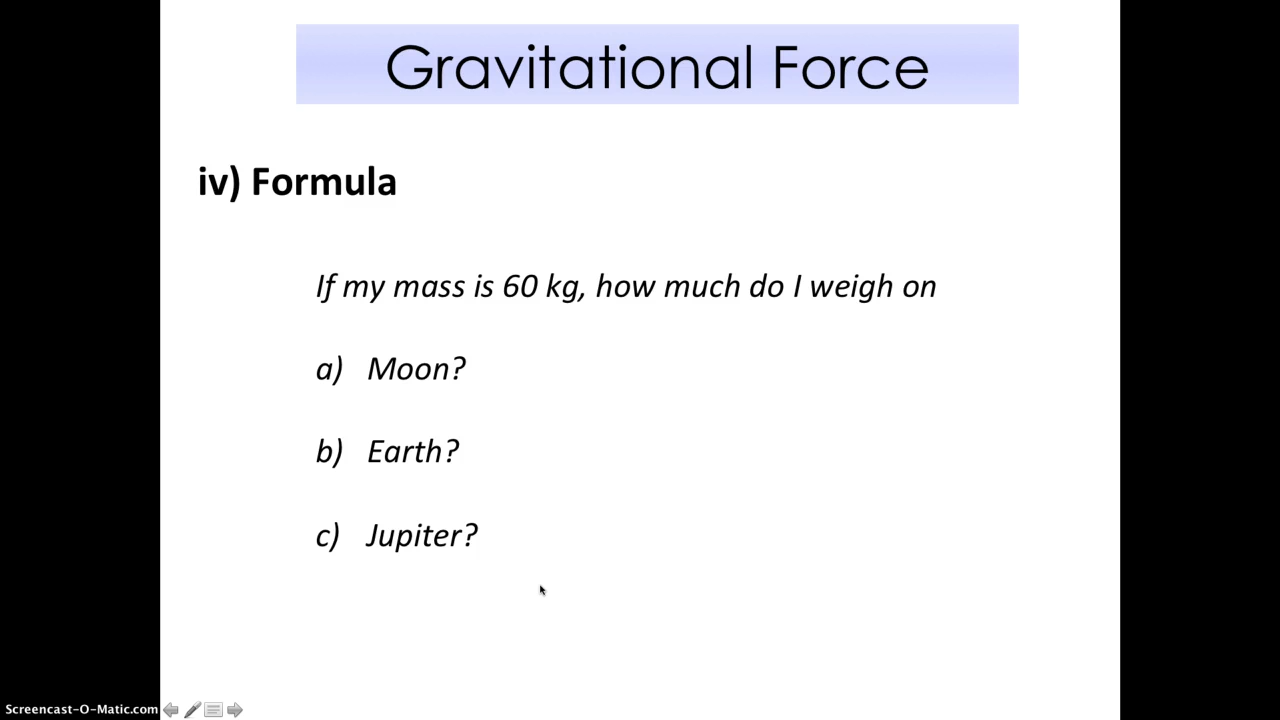 Gravitational Force
iv) Formula
If my mass is 60 kg, how much do I weigh on
a) Moon?
b) Earth?
c) Jupiter?
Screencast-O-Matic.com